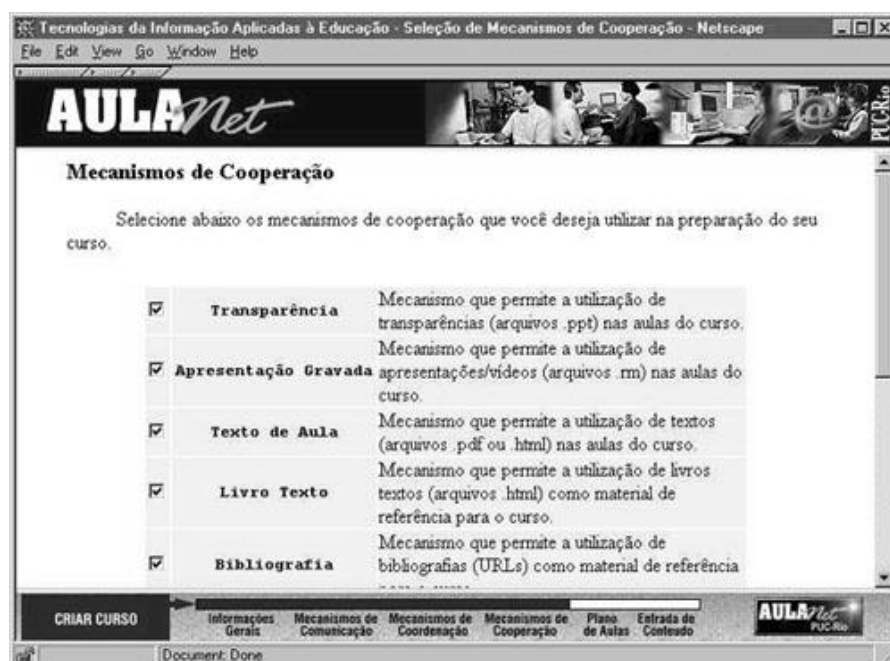 Tecnologias da Informação Aplicadas à Educação - Seleção de Mecanismos de Cooperação - Netscape
File Edit View Go Window Help
AULANet
PUC-Rio
Mecanismos de Cooperação
Selecione abaixo os mecanismos de cooperação que você deseja utilizar na preparação do seu
curso.
Transparência
Mecanismo que permite a utilização de
transparências (arquivos .ppt) nas aulas do curso.
Apresentação Gravada
Mecanismo que permite a utilização de
apresentações/vídeos (arquivos .rm) nas aulas do
curso.
Texto de Aula
Mecanismo que permite a utilização de textos
(arquivos .pdf ou .html) nas aulas do curso.
Livro Texto
Mecanismo que permite a utilização de livros
textos (arquivos .html) como material de
referência para o curso.
Bibliografia
Mecanismo que permite a utilização de
bibliografias (URLs) como material de referência
CRIAR CURSO
Informações
Gerais
Mecanismos de
Comunicação
Mecanismos de
Coordenação
Mecanismos de
Cooperação
Plano
de Aulas
Entrada de
Conteúdo
AULANet
PUC-Rio
Document: Done